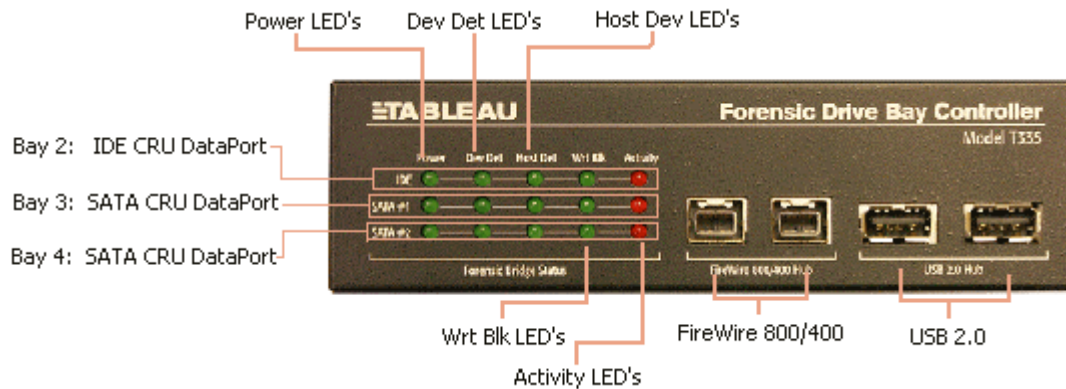 Power LED's
Dev Det LED's
Host Dev LED's
TABLEAU
Forensic Drive Bay Controller
Model T335
Bay 2: IDE CRU DataPort
Power
Dev Det
Host Det
Wrt Blk
Activity
IDE
Bay 3: SATA CRU DataPort
SATA #1
Bay 4: SATA CRU DataPort
SATA #2
Forensic Bridge Status
FireWire 800/400 Hub
USB 2.0 Hub
Wrt Blk LED's
FireWire 800/400
USB 2.0
Activity LED's